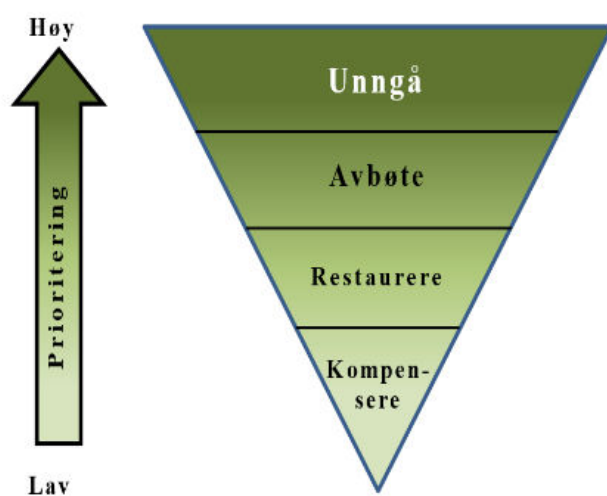 Høy
Unngå
Avbøte
Restaurere
Kompen-
sere
Prioritering
Lav